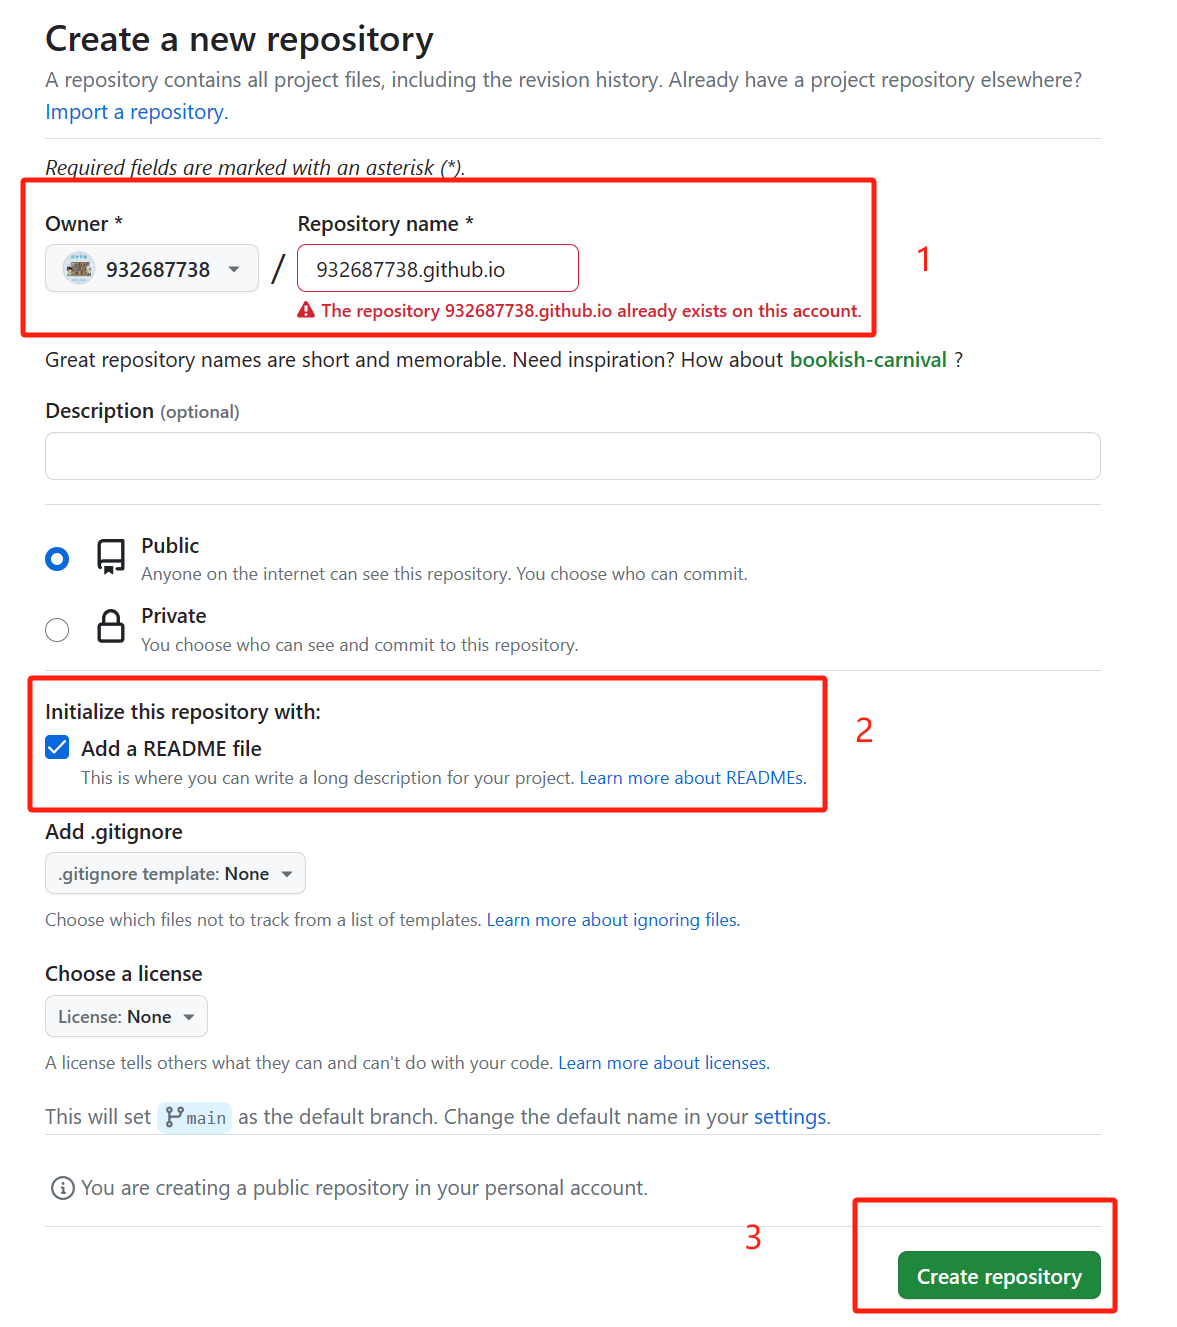 Create a new repository
A repository contains all project files, including the revision history. Already have a project repository elsewhere?
Import a repository.
Required fields are marked with an asterisk (*).
Owner *
Repository name *
1
932687738
/
932687738.github.io
The repository 932687738.github.io already exists on this account.
Great repository names are short and memorable. Need inspiration? How about bookish-carnival ?
Description (optional)
Public
Anyone on the internet can see this repository. You choose who can commit.
Private
You choose who can see and commit to this repository.
Initialize this repository with:
2
Add a README file
This is where you can write a long description for your project. Learn more about READMEs.
Add .gitignore
.gitignore template: None
Choose which files not to track from a list of templates. Learn more about ignoring files.
Choose a license
License: None
A license tells others what they can and can't do with your code. Learn more about licenses.
This will set main as the default branch. Change the default name in your settings.
You are creating a public repository in your personal account.
3
Create repository